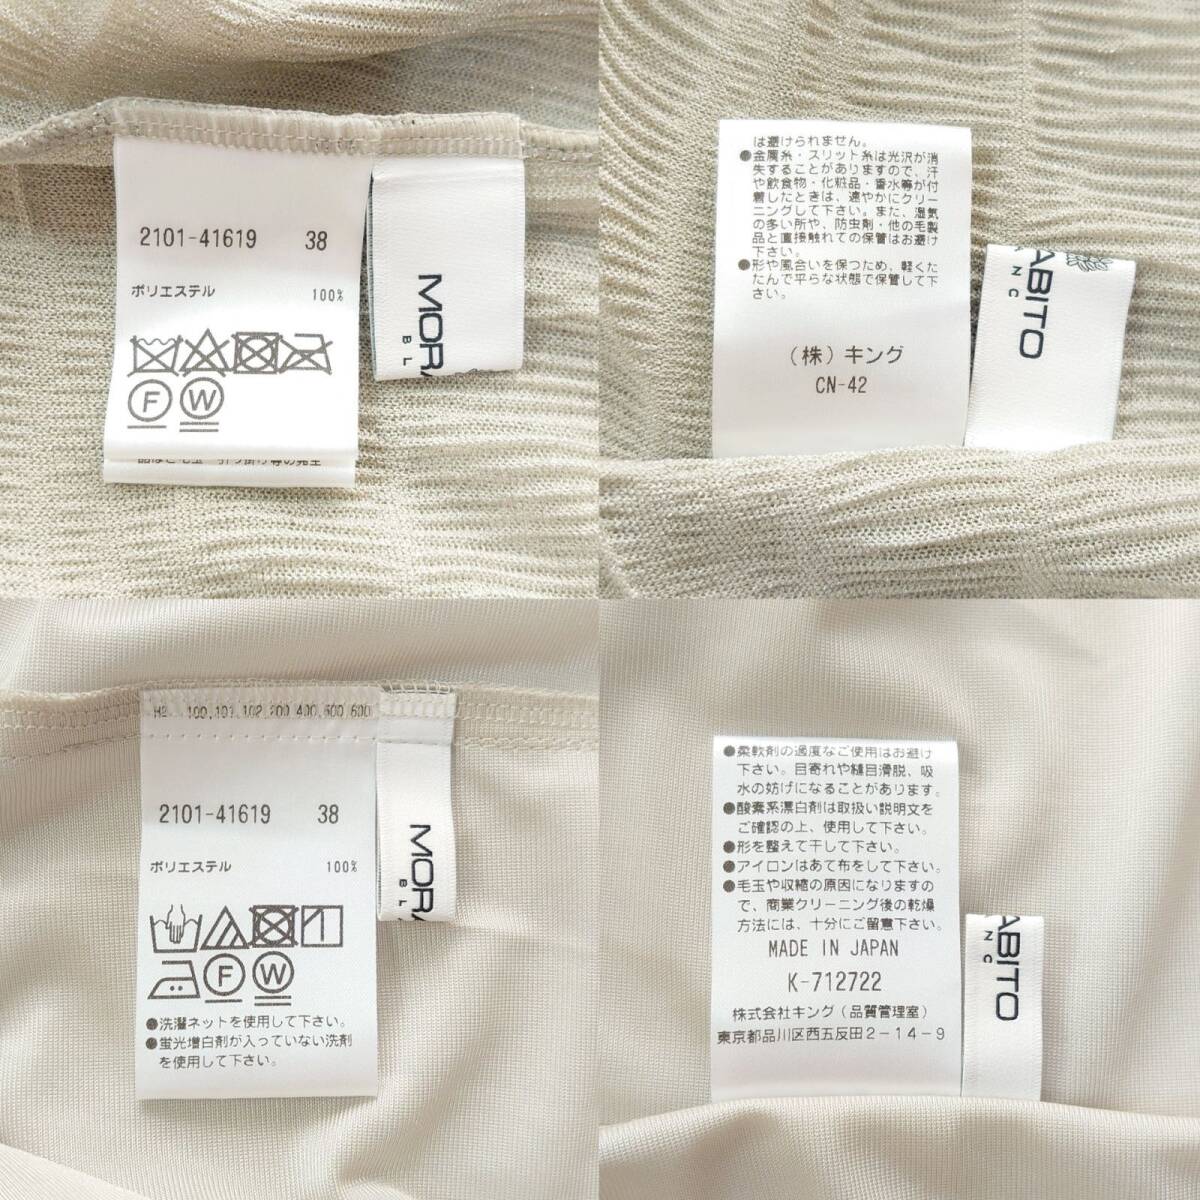 2101-41619 38
ポリエステル 100%
F W
MORA
BL
は避けられません。
●金属糸・スリット糸は光沢が消
失することがありますので、汗
や飲食物・化粧品・香水等が付
着したときは、速やかにクリー
ニングして下さい。また、湿気
の多い所や、防虫剤・他の毛製
品と直接触れての保管はお避け
下さい。
●形や風合いを保つため、軽くた
たんで平らな状態で保管して下
さい。
(株)キング
CN-42
ABITO
NC
100,101,102,200,400,500,600
2101-41619 38
ポリエステル 100%
F W
●洗濯ネットを使用して下さい。
●蛍光増白剤が入っていない洗剤
を使用して下さい。
MORA
BL
●柔軟剤の過度なご使用はお避け
下さい。目寄れや縫目滑脱、吸
水の妨げになることがあります。
●酸素系漂白剤は取扱い説明文を
ご確認の上、使用して下さい。
●形を整えて干して下さい。
●アイロンはあて布をして下さい。
●毛玉や収縮の原因になりますの
で、商業クリーニング後の乾燥
方法には、十分にご留意下さい。
MADE IN JAPAN
K-712722
株式会社キング(品質管理室)
東京都品川区西五反田2-14-9
ABITO
NC